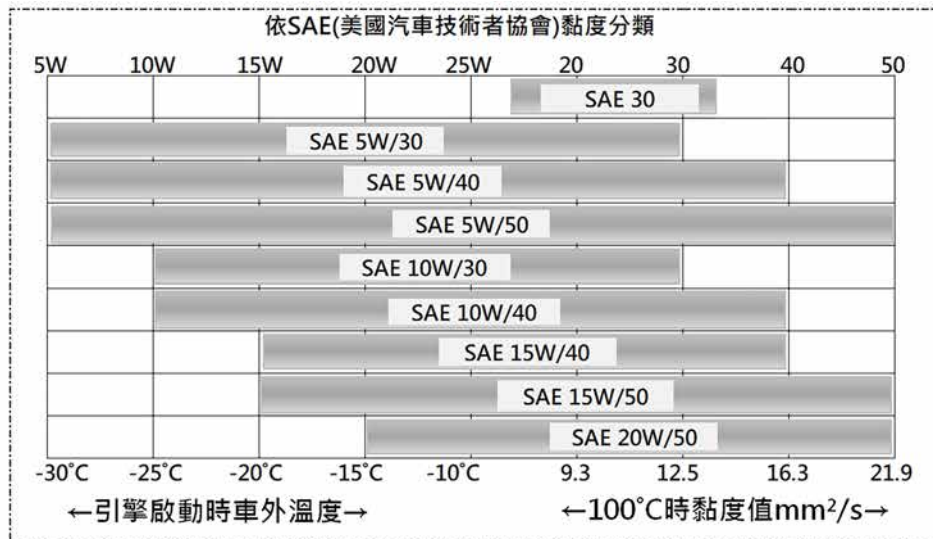 依SAE(美國汽車技術者協會)黏度分類
5W 10W 15W 20W 25W 20 30 40 50
SAE 30
SAE 5W/30
SAE 5W/40
SAE 5W/50
SAE 10W/30
SAE 10W/40
SAE 15W/40
SAE 15W/50
SAE 20W/50
-30˚C -25˚C -20˚C -15˚C -10˚C 9.3 12.5 16.3 21.9
←引擎啟動時車外溫度→ ←100˚C時黏度值mm²/s→